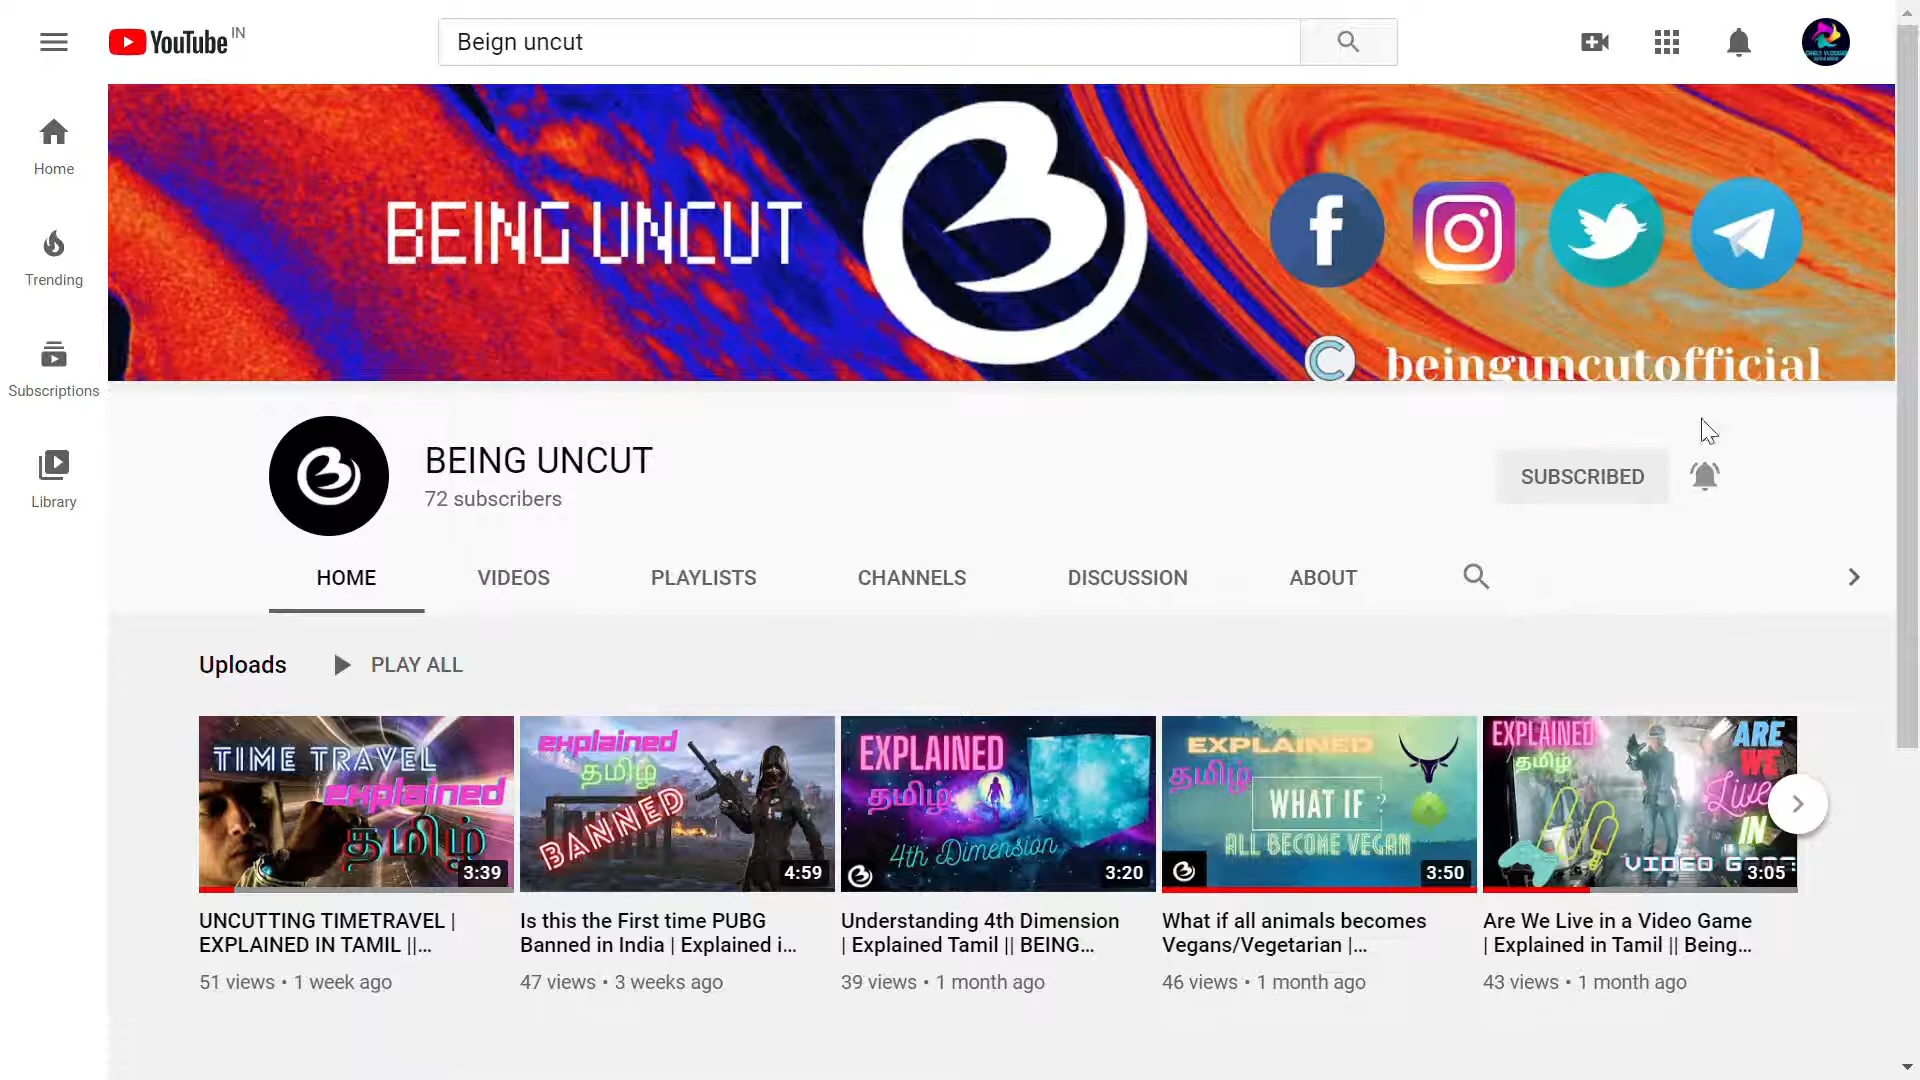 YouTube IN
Beign uncut
Home
Trending
Subscriptions
Library
BEING UNCUT
beinguncutofficial
BEING UNCUT
72 subscribers
SUBSCRIBED
HOME
VIDEOS
PLAYLISTS
CHANNELS
DISCUSSION
ABOUT
Uploads
PLAY ALL
TIME TRAVEL
explained
தமிழ்
3:39
explained
தமிழ்
BANNED
4:59
EXPLAINED
தமிழ்
4th Dimension
3:20
EXPLAINED
தமிழ்
WHAT IF ?
ALL BECOME VEGAN
3:50
EXPLAINED
தமிழ்
ARE
WE
Live
IN
VIDEO
3:05
UNCUTTING TIMETRAVEL |
EXPLAINED IN TAMIL ||...
51 views • 1 week ago
Is this the First time PUBG
Banned in India | Explained i...
47 views • 3 weeks ago
Understanding 4th Dimension
| Explained Tamil || BEING...
39 views • 1 month ago
What if all animals becomes
Vegans/Vegetarian |...
46 views • 1 month ago
Are We Live in a Video Game
| Explained in Tamil || Being...
43 views • 1 month ago